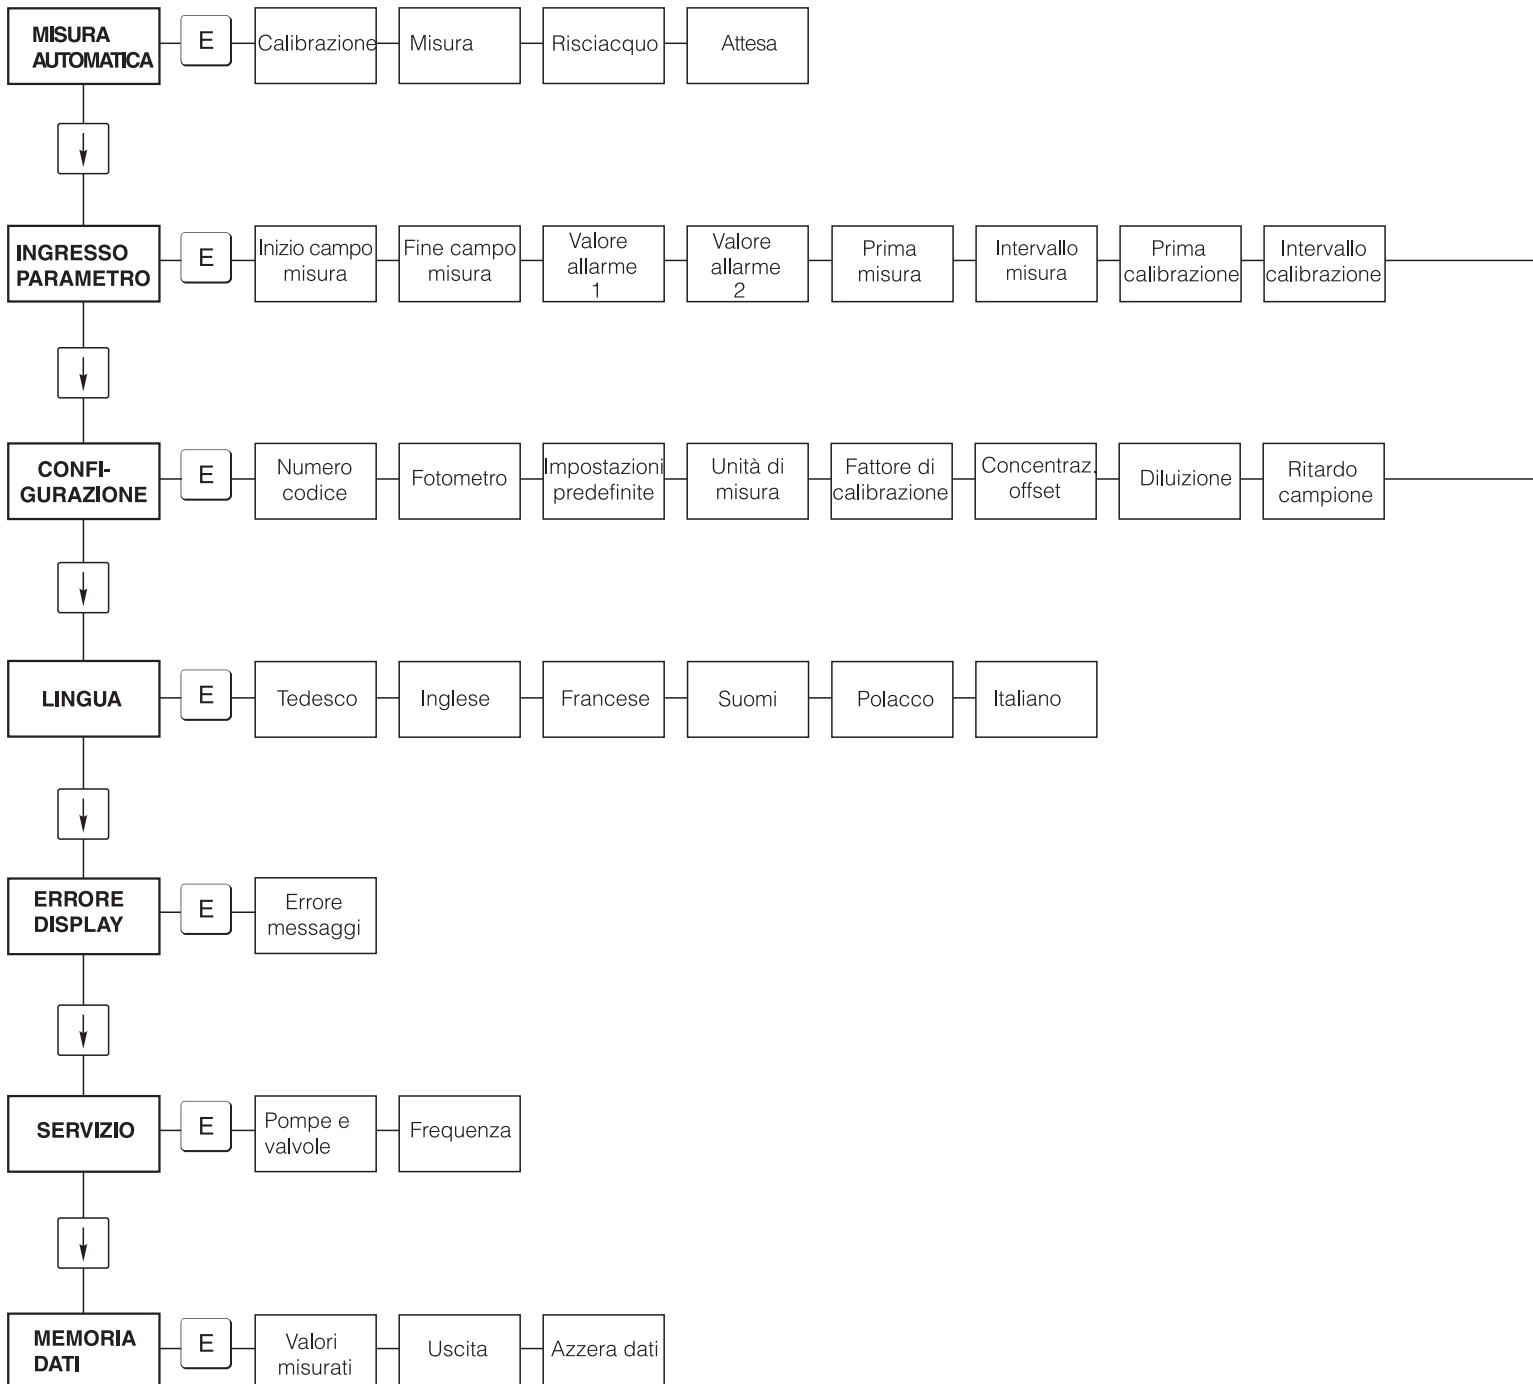 MISURA
AUTOMATICA
E
Calibrazione
Misura
Risciacquo
Attesa
INGRESSO
PARAMETRO
E
Inizio campo
misura
Fine campo
misura
Valore
allarme
1
Valore
allarme
2
Prima
misura
Intervallo
misura
Prima
calibrazione
Intervallo
calibrazione
CONFI-
GURAZIONE
E
Numero
codice
Fotometro
Impostazioni
predefinite
Unità di
misura
Fattore di
calibrazione
Concentraz.
offset
Diluizione
Ritardo
campione
LINGUA
E
Tedesco
Inglese
Francese
Suomi
Polacco
Italiano
ERRORE
DISPLAY
E
Errore
messaggi
SERVIZIO
E
Pompe e
valvole
Frequenza
MEMORIA
DATI
E
Valori
misurati
Uscita
Azzera dati